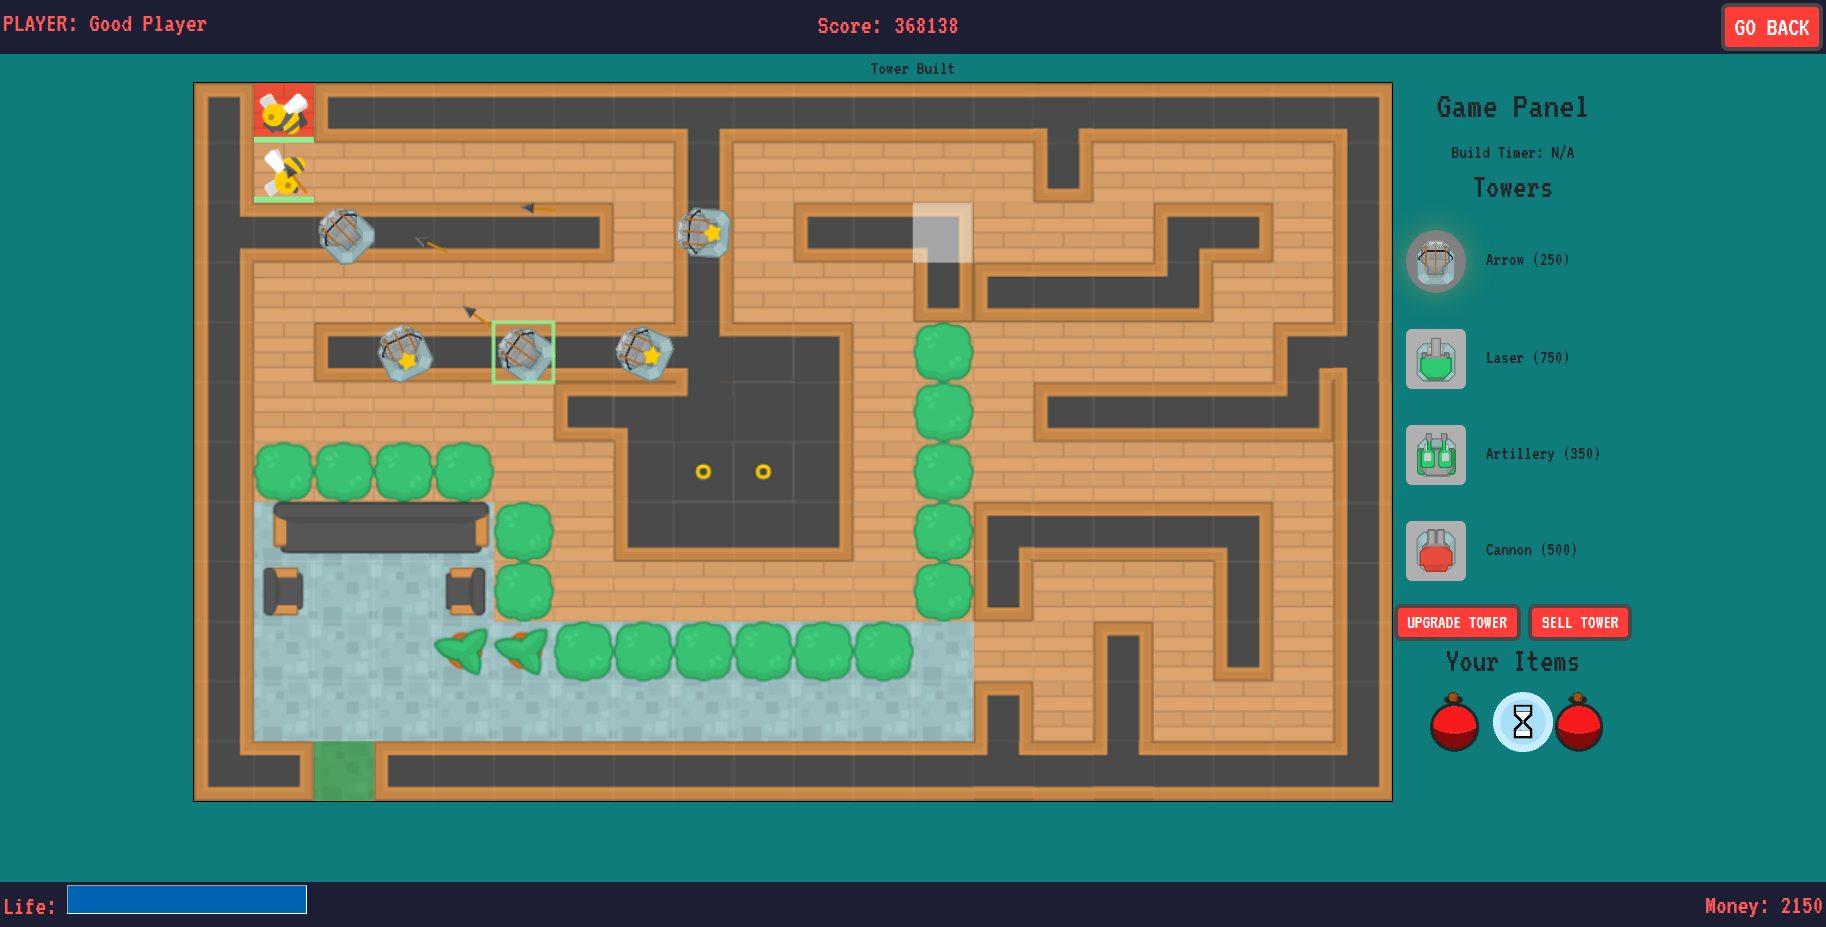 PLAYER: Good Player
Score: 368138
GO BACK
Tower Built
Game Panel
Build Timer: N/A
Towers
Arrow (250)
Laser (750)
Artillery (350)
Cannon (500)
UPGRADE TOWER
SELL TOWER
Your Items
Life:
Money: 2150